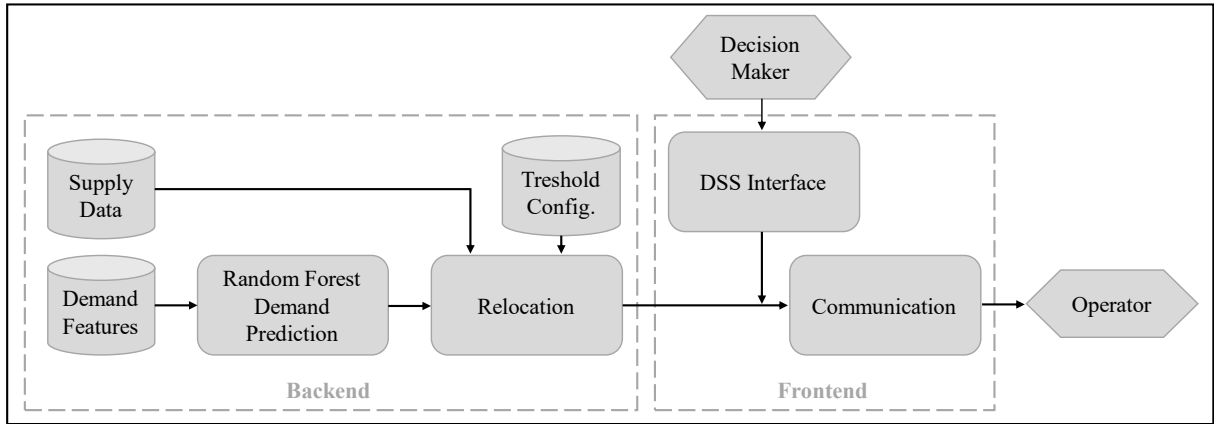 Decision
Maker
Supply
Data
Treshold
Config.
DSS Interface
Demand
Features
Random Forest
Demand
Prediction
Relocation
Communication
Operator
Backend
Frontend